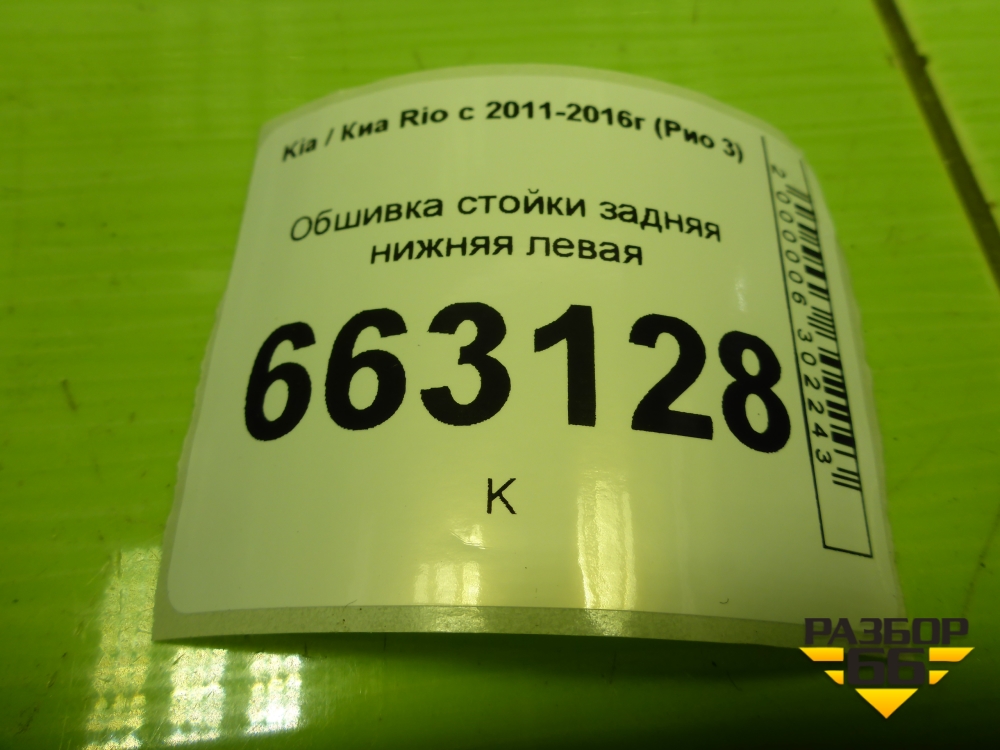 Kia / Киа Rio с 2011-2016г (Рио 3)
Обшивка стойки задняя
нижняя левая
663128
К
2000006302243
РАЗБОР
66